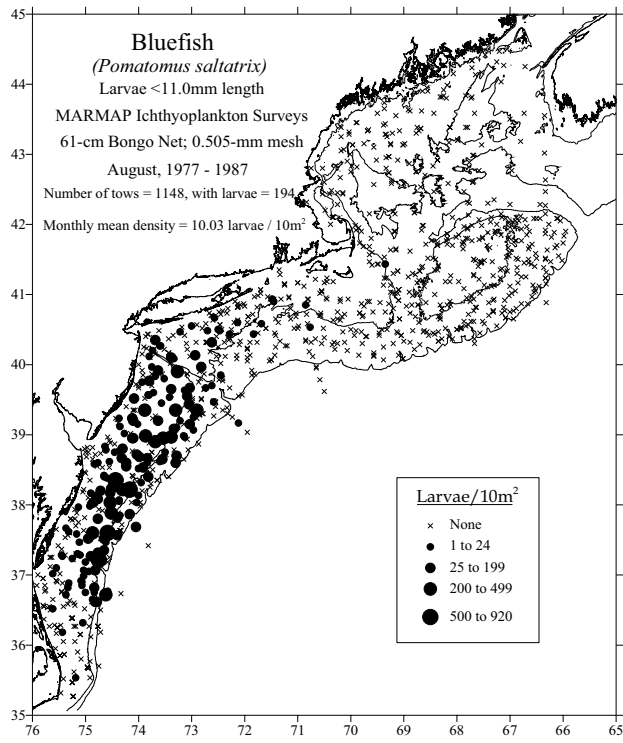 Bluefish
(Pomatomus saltatrix)
Larvae <11.0mm length
MARMAP Ichthyoplankton Surveys
61-cm Bongo Net; 0.505-mm mesh
August, 1977 - 1987
Number of tows = 1148, with larvae = 194
Monthly mean density = 10.03 larvae / 10m²
45
44
43
42
41
40
39
38
37
36
35
Larvae/10m²
None
1 to 24
25 to 199
200 to 499
500 to 920
76 75 74 73 72 71 70 69 68 67 66 65